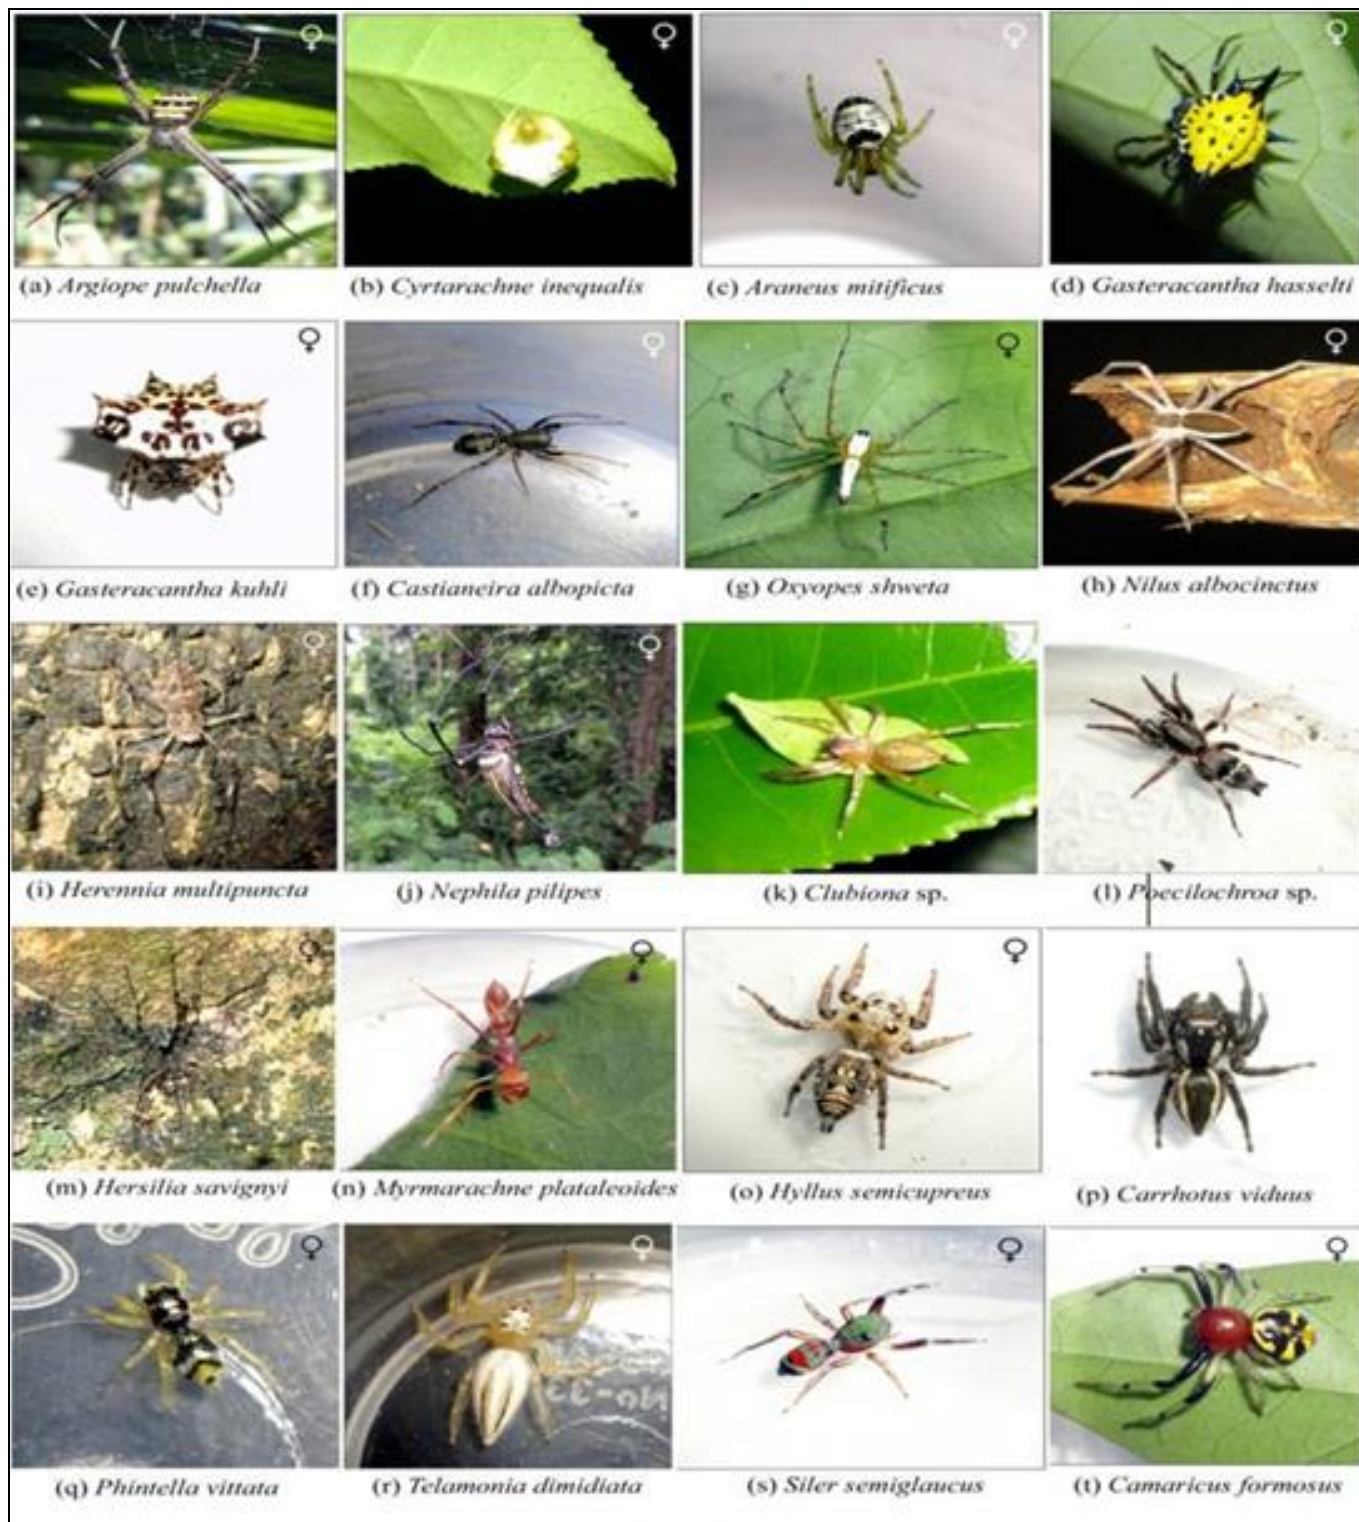 ♀ ♀ ♀ ♀
(a) Argiope pulchella (b) Cyrtarachne inequalis (c) Araneus mitificus (d) Gasteracantha hasselti
♀ ♀ ♀ ♀
(e) Gasteracantha kuhli (f) Castianeira albopicta (g) Oxyopes shweta (h) Nilus albocinctus
♀ ♀
(i) Herennia multipuncta (j) Nephila pilipes (k) Clubiona sp. (l) Poecilochroa sp.
♀ ♀ ♀
(m) Hersilia savignyi (n) Myrmarachne plataleoides (o) Hyllus semicupreus (p) Carrhotus viduus
♀ ♀ ♀ ♀
(q) Phintella vittata (r) Telamonia dimidiata (s) Siler semiglaucus (t) Camaricus formosus